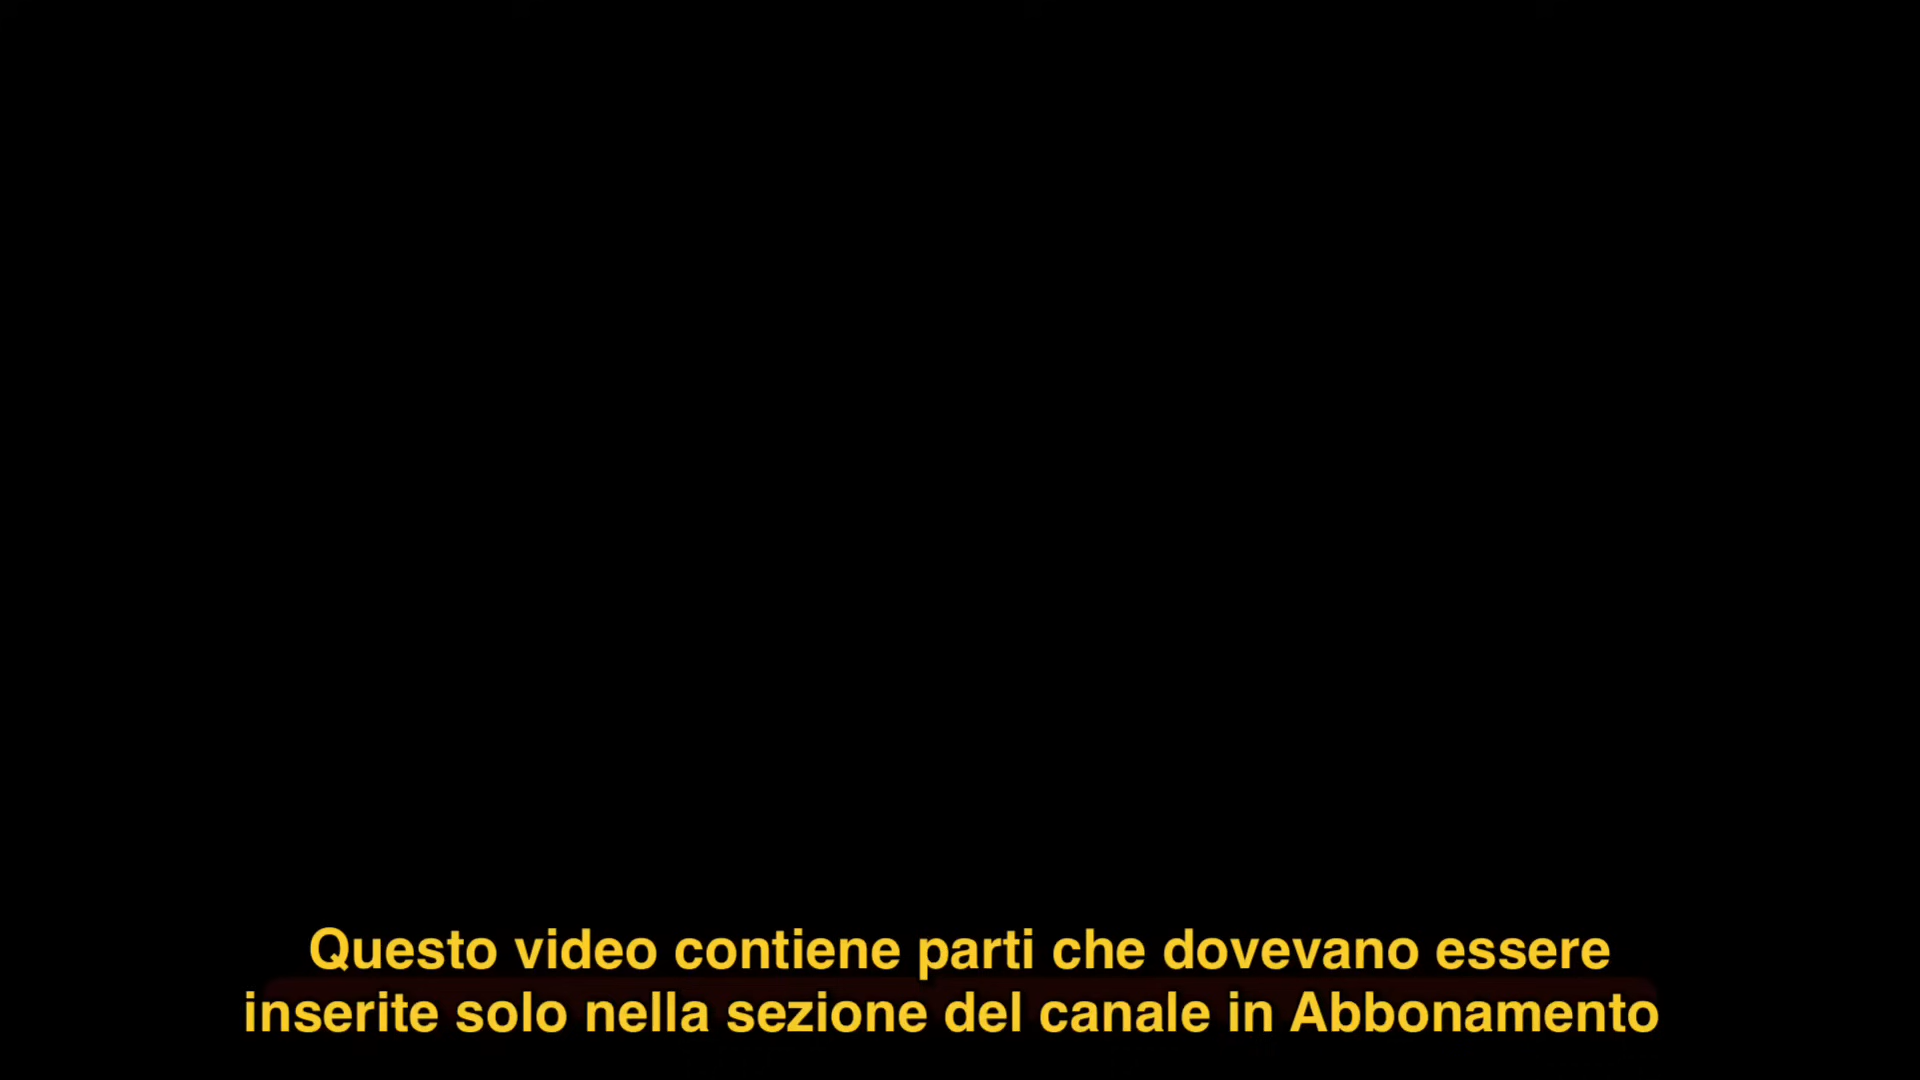 Questo video contiene parti che dovevano essere
inserite solo nella sezione del canale in Abbonamento